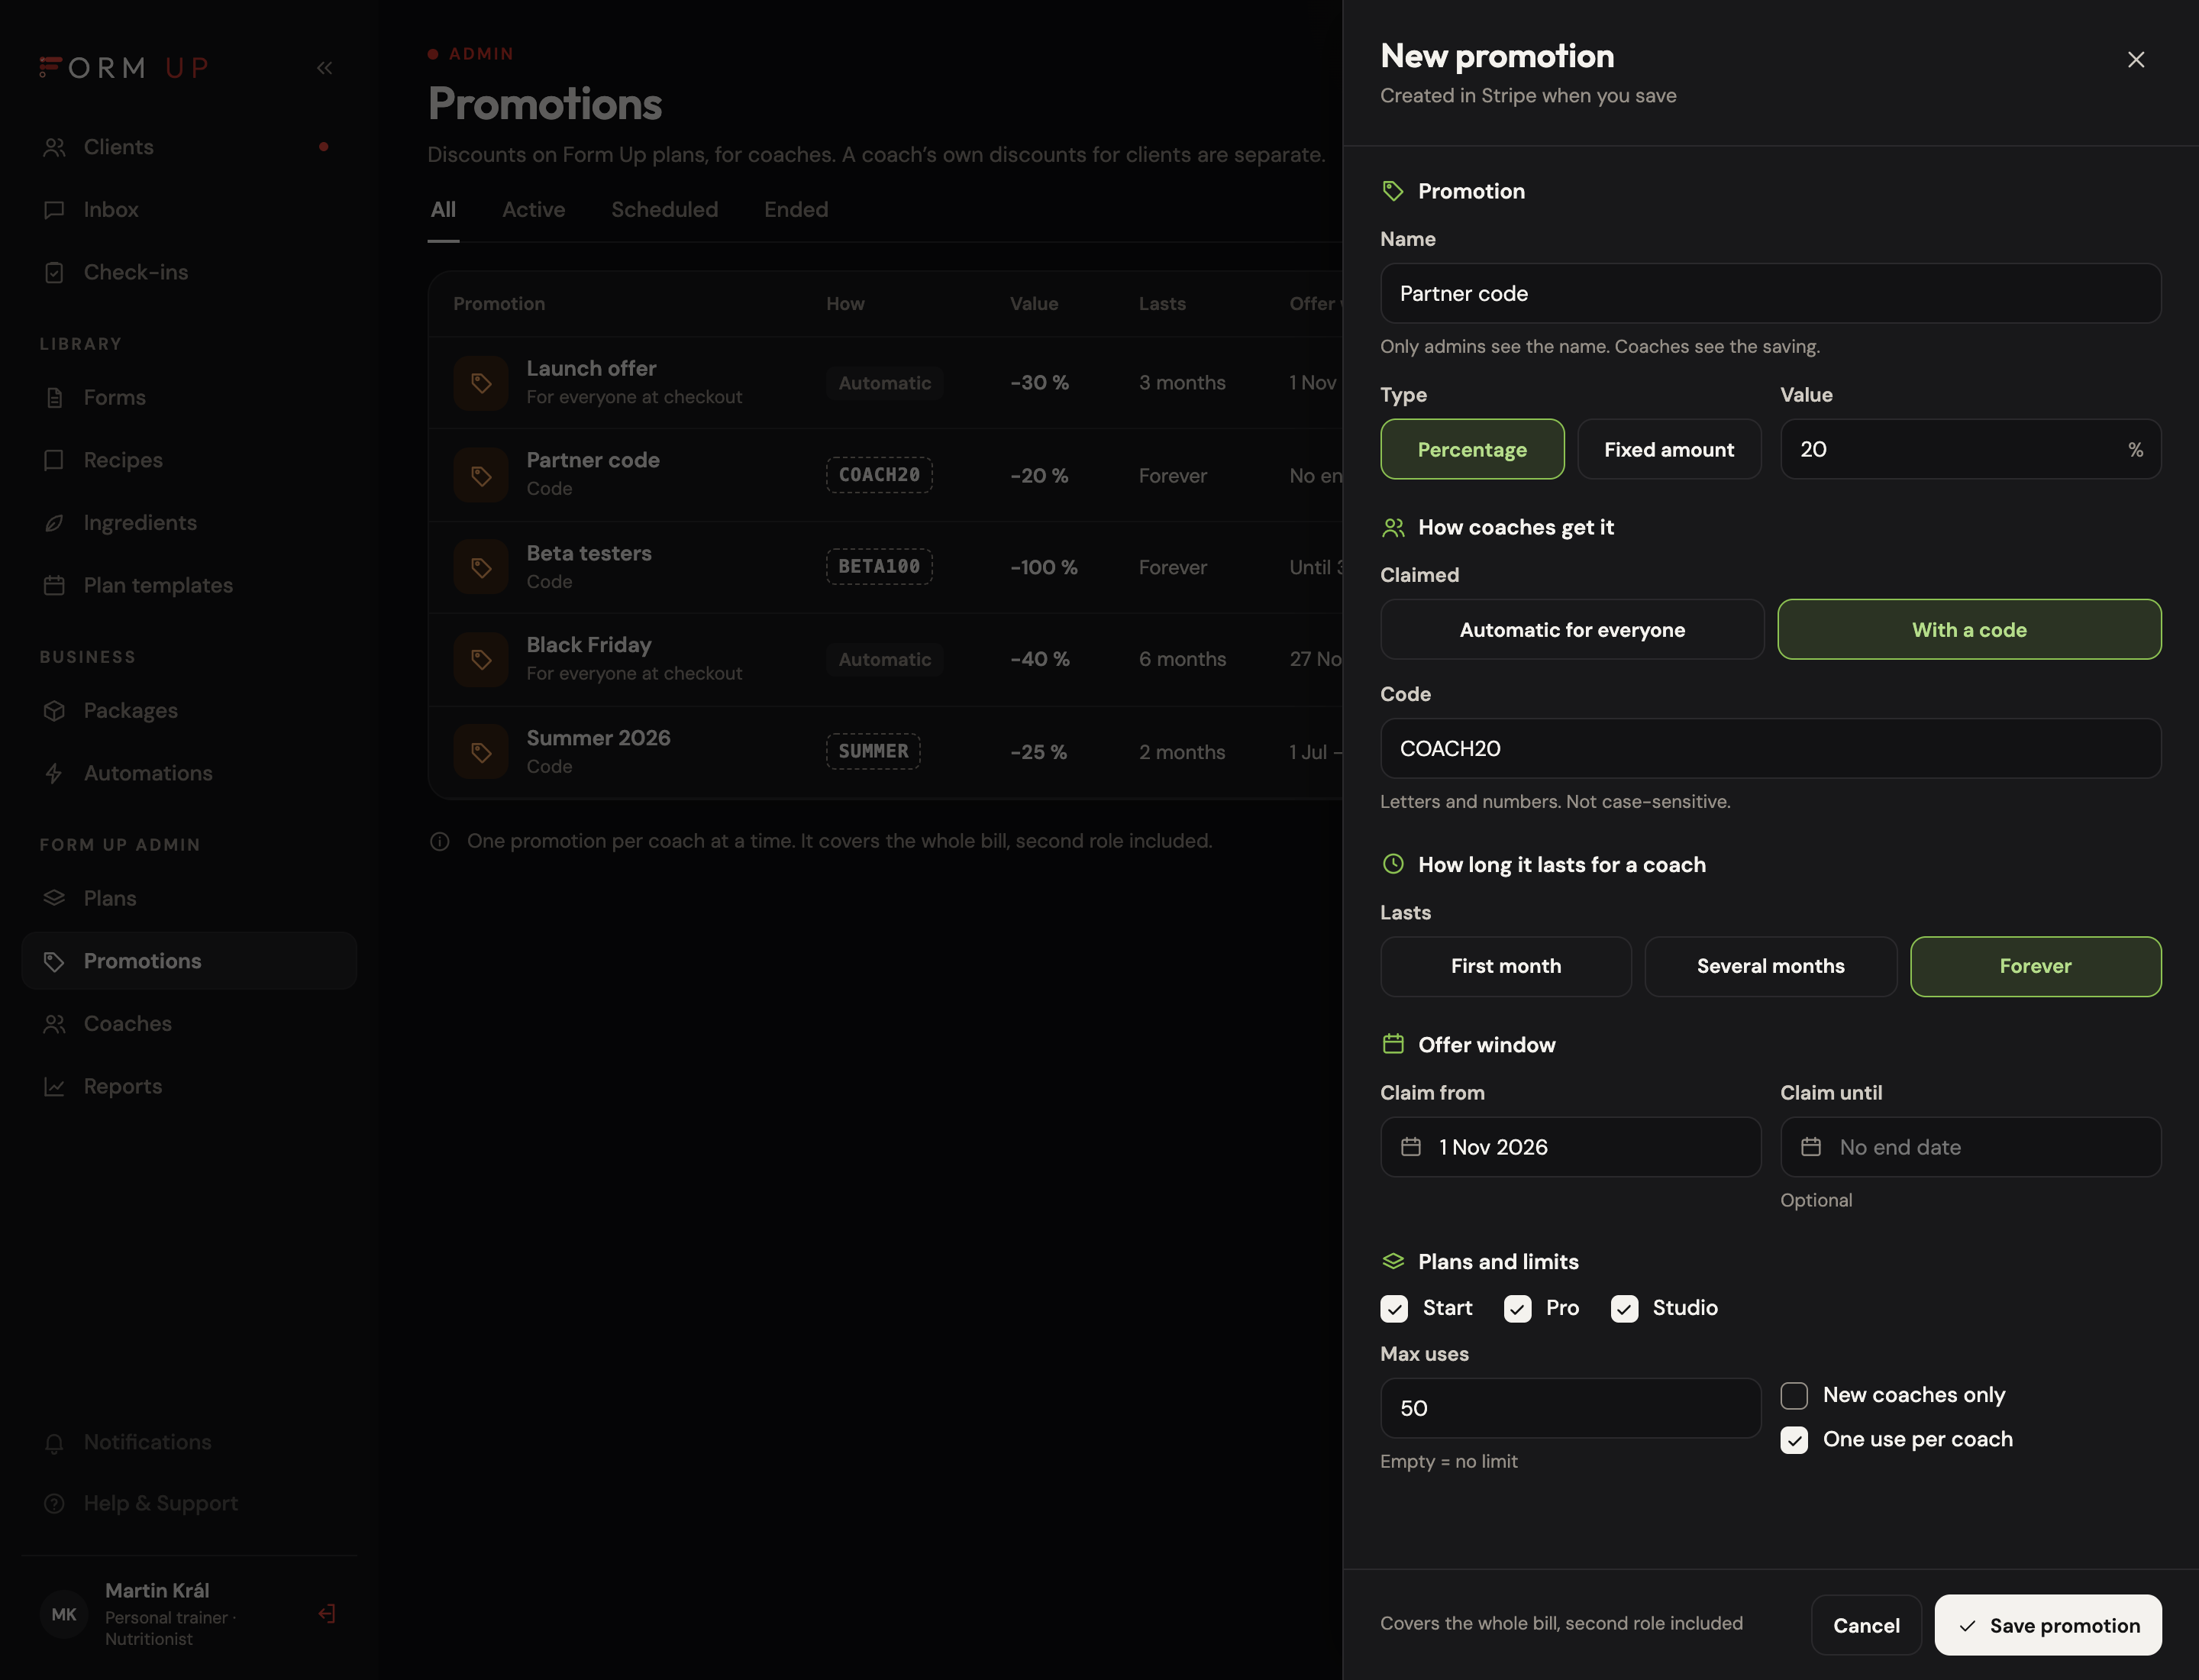 FORM UP
Clients
Inbox
Check-ins
LIBRARY
Forms
Recipes
Ingredients
Plan templates
BUSINESS
Packages
Automations
FORM UP ADMIN
Plans
Promotions
Coaches
Reports
Notifications
Help & Support
MK
Martin Král
Personal trainer ·
Nutritionist
ADMIN
Promotions
Discounts on Form Up plans, for coaches. A coach’s own discounts for clients are separate.
All Active Scheduled Ended
Promotion How Value Lasts Offer
Launch offer
For everyone at checkout
Automatic -30 % 3 months 1 Nov
Partner code
Code
COACH20 -20 % Forever No
Beta testers
Code
BETA100 -100 % Forever Until
Black Friday
For everyone at checkout
Automatic -40 % 6 months 27
Summer 2026
Code
SUMMER -25 % 2 months 1 Jul –
One promotion per coach at a time. It covers the whole bill, second role included.
New promotion
Created in Stripe when you save
Promotion
Name
Partner code
Only admins see the name. Coaches see the saving.
Type Value
Percentage Fixed amount 20 %
How coaches get it
Claimed
Automatic for everyone With a code
Code
COACH20
Letters and numbers. Not case-sensitive.
How long it lasts for a coach
Lasts
First month Several months Forever
Offer window
Claim from Claim until
1 Nov 2026 No end date
Optional
Plans and limits
Start Pro Studio
Max uses
50
Empty = no limit
New coaches only
One use per coach
Covers the whole bill, second role included
Cancel Save promotion